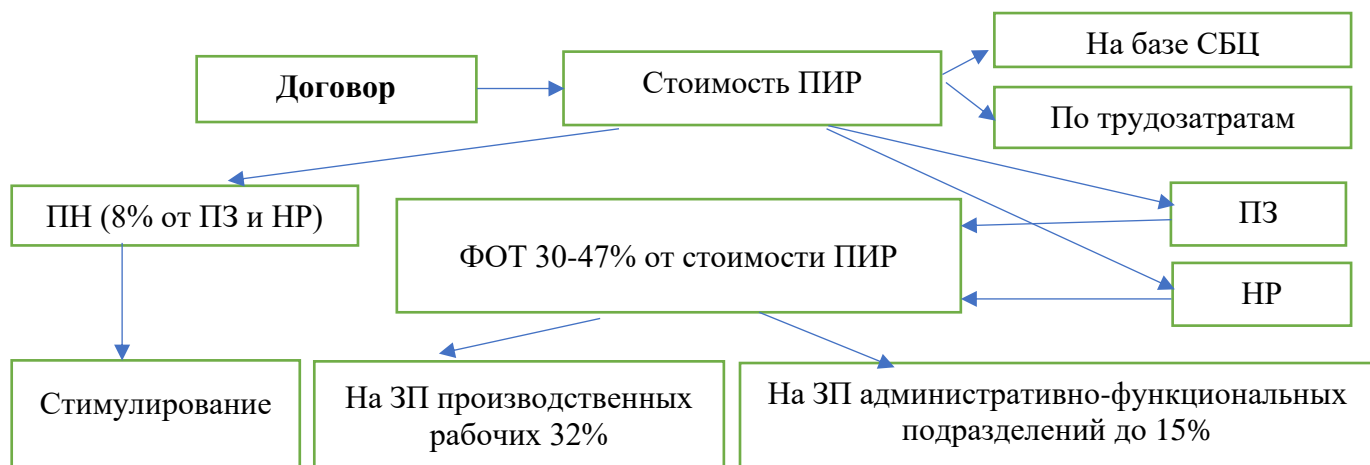 На базе СБЦ
Договор
Стоимость ПИР
По трудозатратам
ПН (8% от ПЗ и НР)
ФОТ 30-47% от стоимости ПИР
ПЗ
НР
Стимулирование
На ЗП производственных
рабочих 32%
На ЗП административно-функциональных
подразделений до 15%